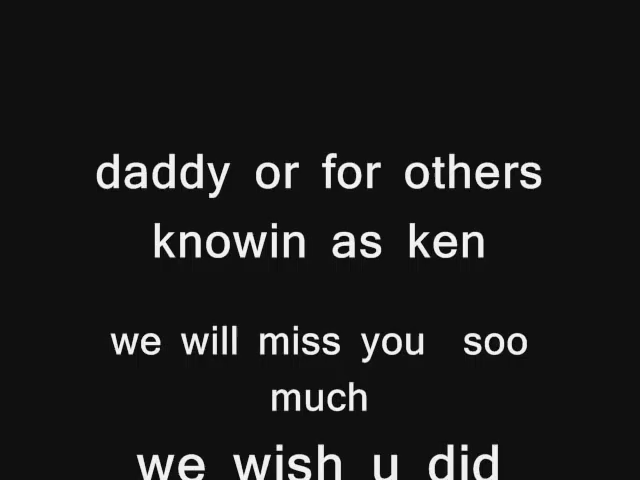 daddy or for others
knowin as ken
we will miss you soo
much
we wish u did